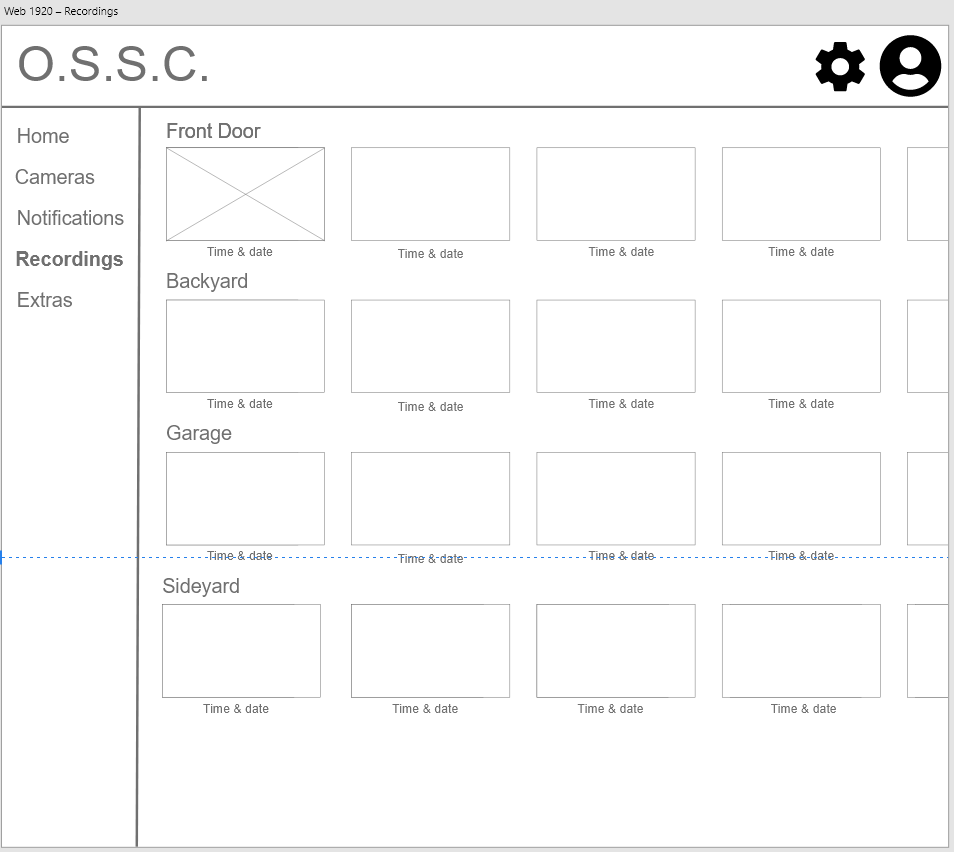 Web 1920 – Recordings
O.S.S.C.
Home
Cameras
Notifications
Recordings
Extras
Front Door
Time & date Time & date Time & date Time & date
Backyard
Time & date Time & date Time & date Time & date
Garage
Time & date Time & date Time & date Time & date
Sideyard
Time & date Time & date Time & date Time & date